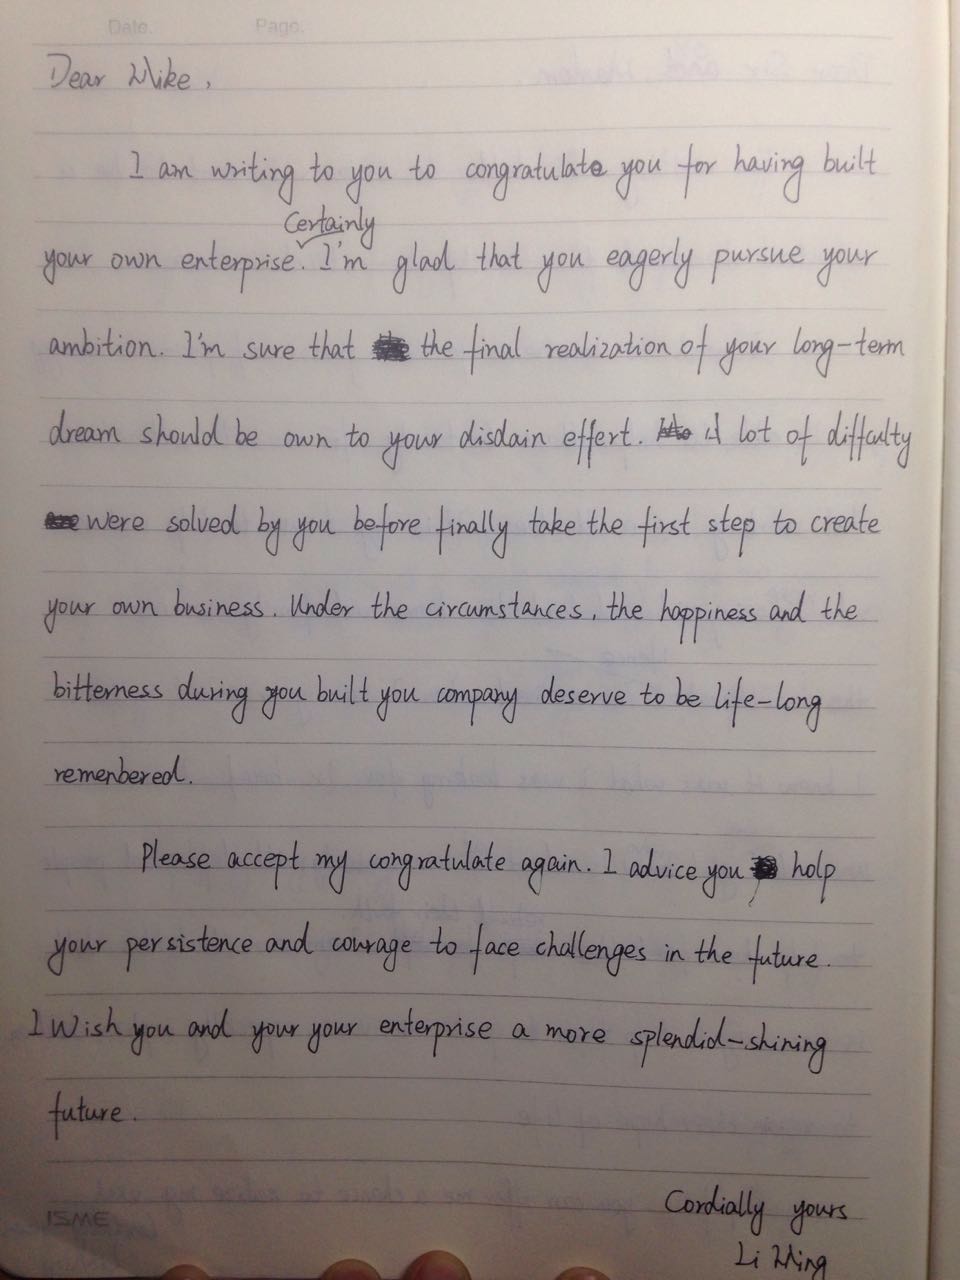 Date. Page.
Dear Mike,
I am writing to you to congratulate you for having built
Certainly
your own enterprise. I'm glad that you eagerly pursue your
ambition. I'm sure that the final realization of your long-term
dream should be own to your disdain effert. A lot of diffculty
were solved by you before finally take the first step to create
your own business. Under the circumstances, the happiness and the
bitterness during you built you company deserve to be life-long
remenbered.
Please accept my congratulate again. I advice you holp
your persistence and courage to face challenges in the future.
I Wish you and your your enterprise a more splendid-shining
future.
Cordially yours
Li Ming
ISME